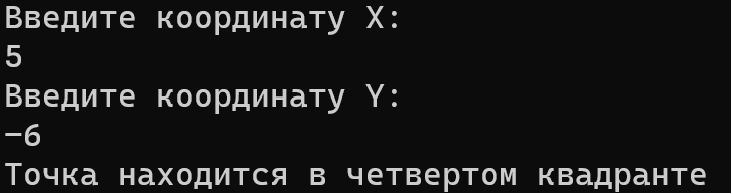 Введите координату X:
5
Введите координату Y:
-6
Точка находится в четвертом квадранте